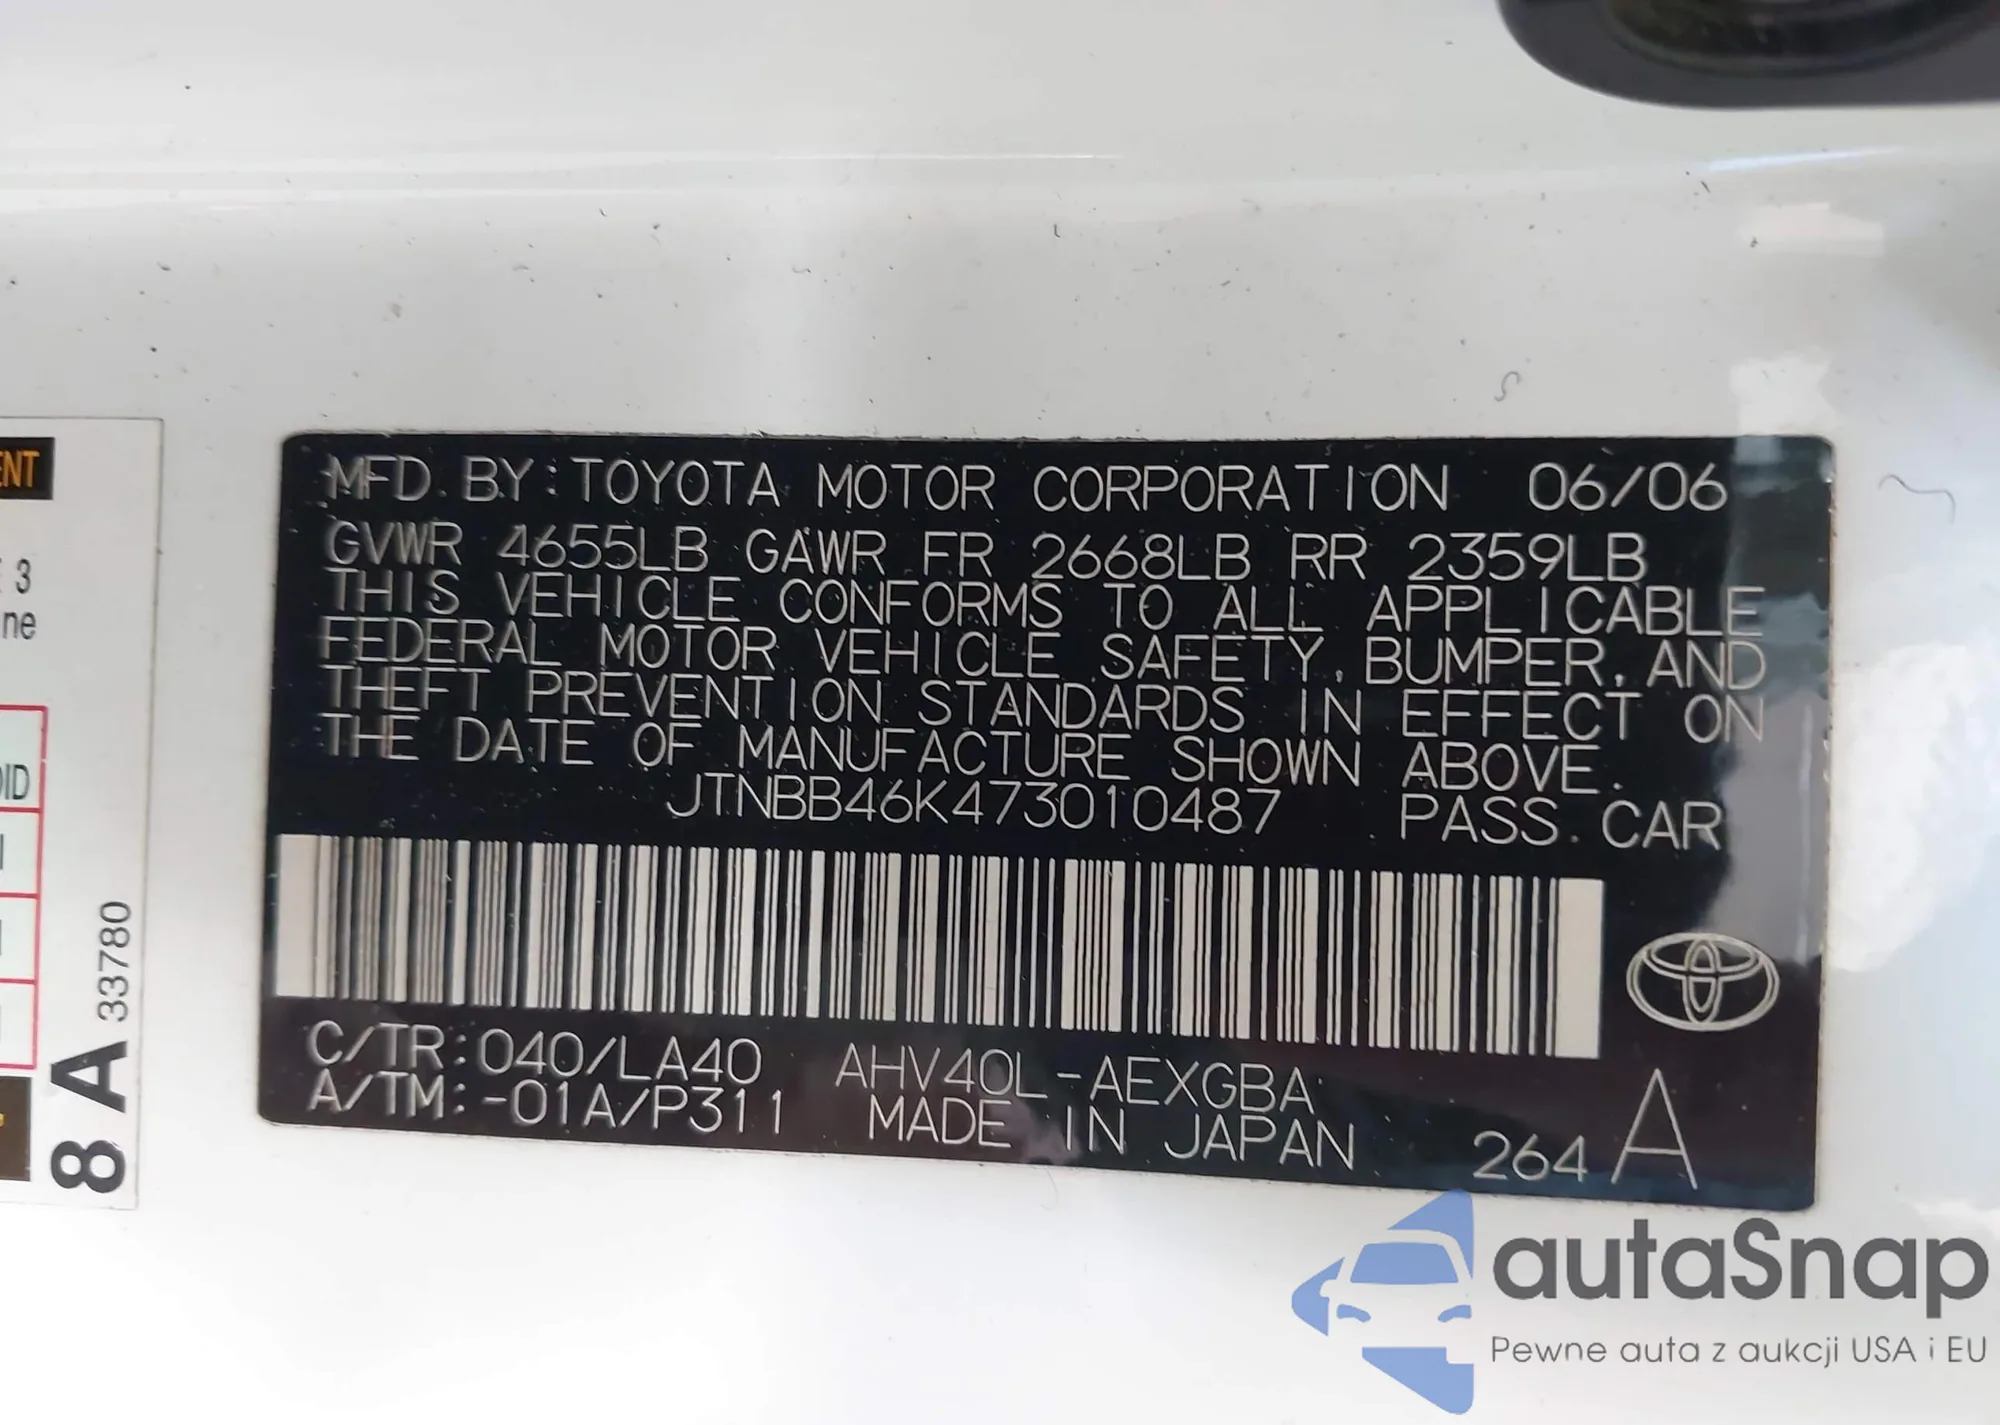 MFD. BY: TOYOTA MOTOR CORPORATION 06/06
GVWR 4655LB GAWR FR 2668LB RR 2359LB
THIS VEHICLE CONFORMS TO ALL APPLICABLE
FEDERAL MOTOR VEHICLE SAFETY, BUMPER, AND
THEFT PREVENTION STANDARDS IN EFFECT ON
THE DATE OF MANUFACTURE SHOWN ABOVE.
JTNBB46K473010487 PASS. CAR
C/TR: 040/LA40 AHV40L-AEXGBA
A/TM: -01A/P311 MADE IN JAPAN 264 A
ENT
E 3
ne
OID
8 A 33780
autoSnap
Pewne auta z aukcji USA i EU